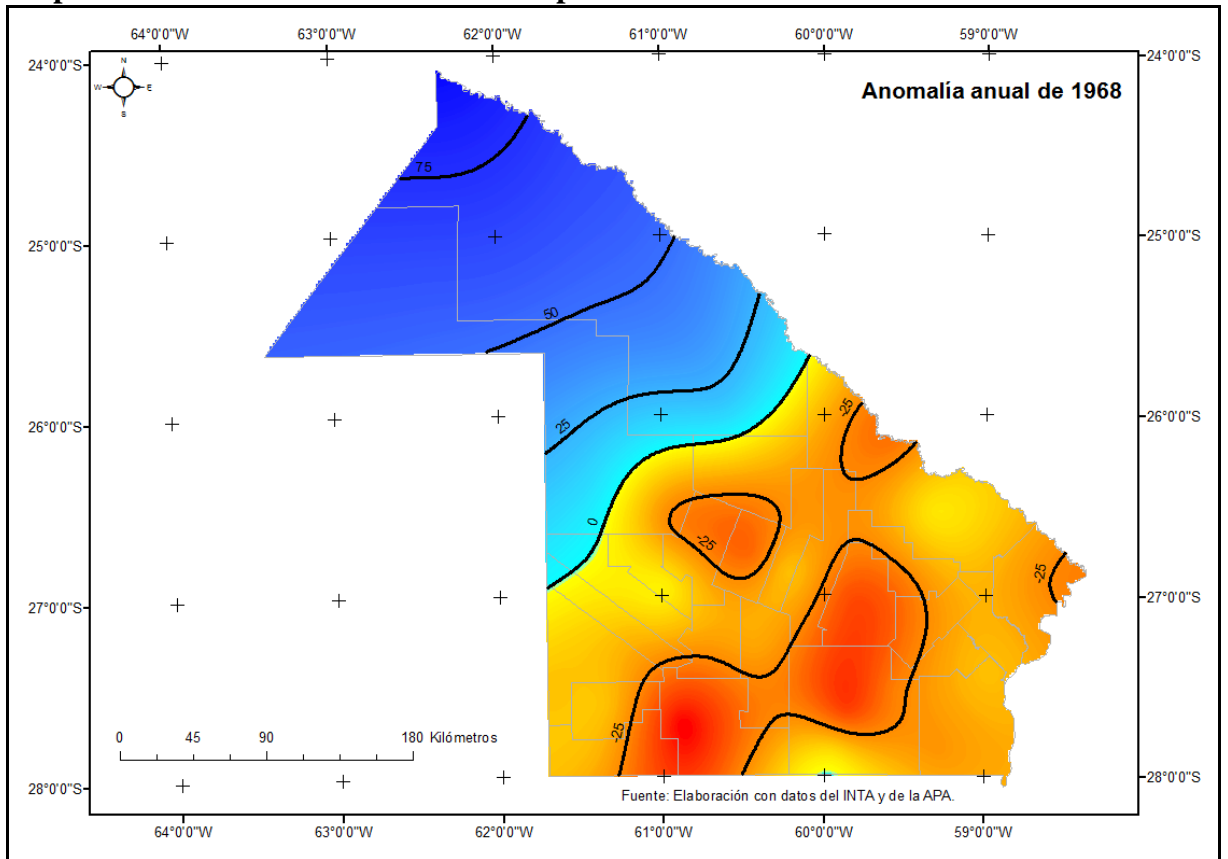 64°0'0"W 63°0'0"W 62°0'0"W 61°0'0"W 60°0'0"W 59°0'0"W
24°0'0"S 24°0'0"S
N
W E
S
Anomalía anual de 1968
75
25°0'0"S 25°0'0"S
50
25
-25
26°0'0"S 26°0'0"S
0
-25
-25
27°0'0"S 27°0'0"S
-25
0 45 90 180 Kilómetros
28°0'0"S 28°0'0"S
Fuente: Elaboración con datos del INTA y de la APA.
64°0'0"W 63°0'0"W 62°0'0"W 61°0'0"W 60°0'0"W 59°0'0"W